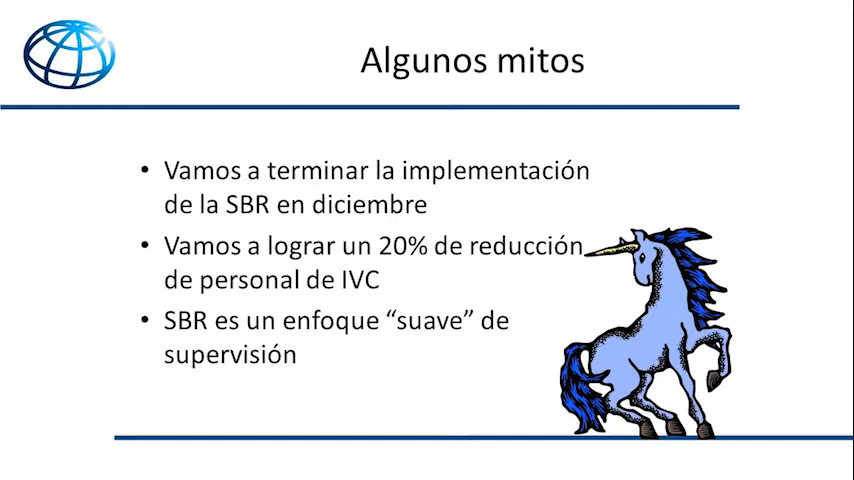 Algunos mitos
• Vamos a terminar la implementación
de la SBR en diciembre
• Vamos a lograr un 20% de reducción
de personal de IVC
• SBR es un enfoque “suave” de
supervisión